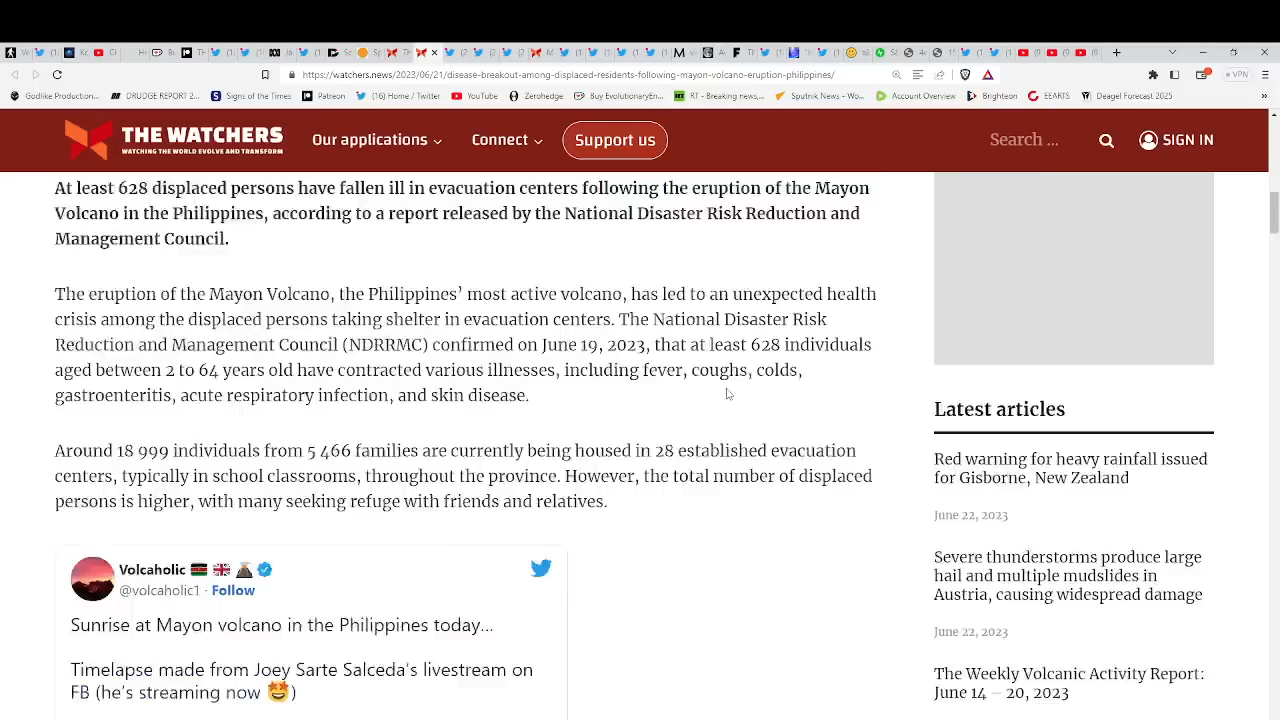 https://watchers.news/2023/06/21/disease-breakout-among-displaced-residents-following-mayon-volcano-eruption-philippines/
VPN
Godlike Production... DRUDGE REPORT 2... Signs of the Times Patreon (16) Home / Twitter YouTube Zerohedge Buy EvolutionaryEn... RT - Breaking news,... Sputnik News - Wo... Account Overview Brighteon EEARTS Deagel Forecast 2025
THE WATCHERS
WATCHING THE WORLD EVOLVE AND TRANSFORM
Our applications Connect Support us Search ... SIGN IN
At least 628 displaced persons have fallen ill in evacuation centers following the eruption of the Mayon
Volcano in the Philippines, according to a report released by the National Disaster Risk Reduction and
Management Council.
The eruption of the Mayon Volcano, the Philippines’ most active volcano, has led to an unexpected health
crisis among the displaced persons taking shelter in evacuation centers. The National Disaster Risk
Reduction and Management Council (NDRRMC) confirmed on June 19, 2023, that at least 628 individuals
aged between 2 to 64 years old have contracted various illnesses, including fever, coughs, colds,
gastroenteritis, acute respiratory infection, and skin disease.
Around 18 999 individuals from 5 466 families are currently being housed in 28 established evacuation
centers, typically in school classrooms, throughout the province. However, the total number of displaced
persons is higher, with many seeking refuge with friends and relatives.
Volcaholic
@volcaholic1 · Follow
Sunrise at Mayon volcano in the Philippines today...
Timelapse made from Joey Sarte Salceda's livestream on
FB (he's streaming now 🤩)
Latest articles
Red warning for heavy rainfall issued
for Gisborne, New Zealand
June 22, 2023
Severe thunderstorms produce large
hail and multiple mudslides in
Austria, causing widespread damage
June 22, 2023
The Weekly Volcanic Activity Report:
June 14 – 20, 2023